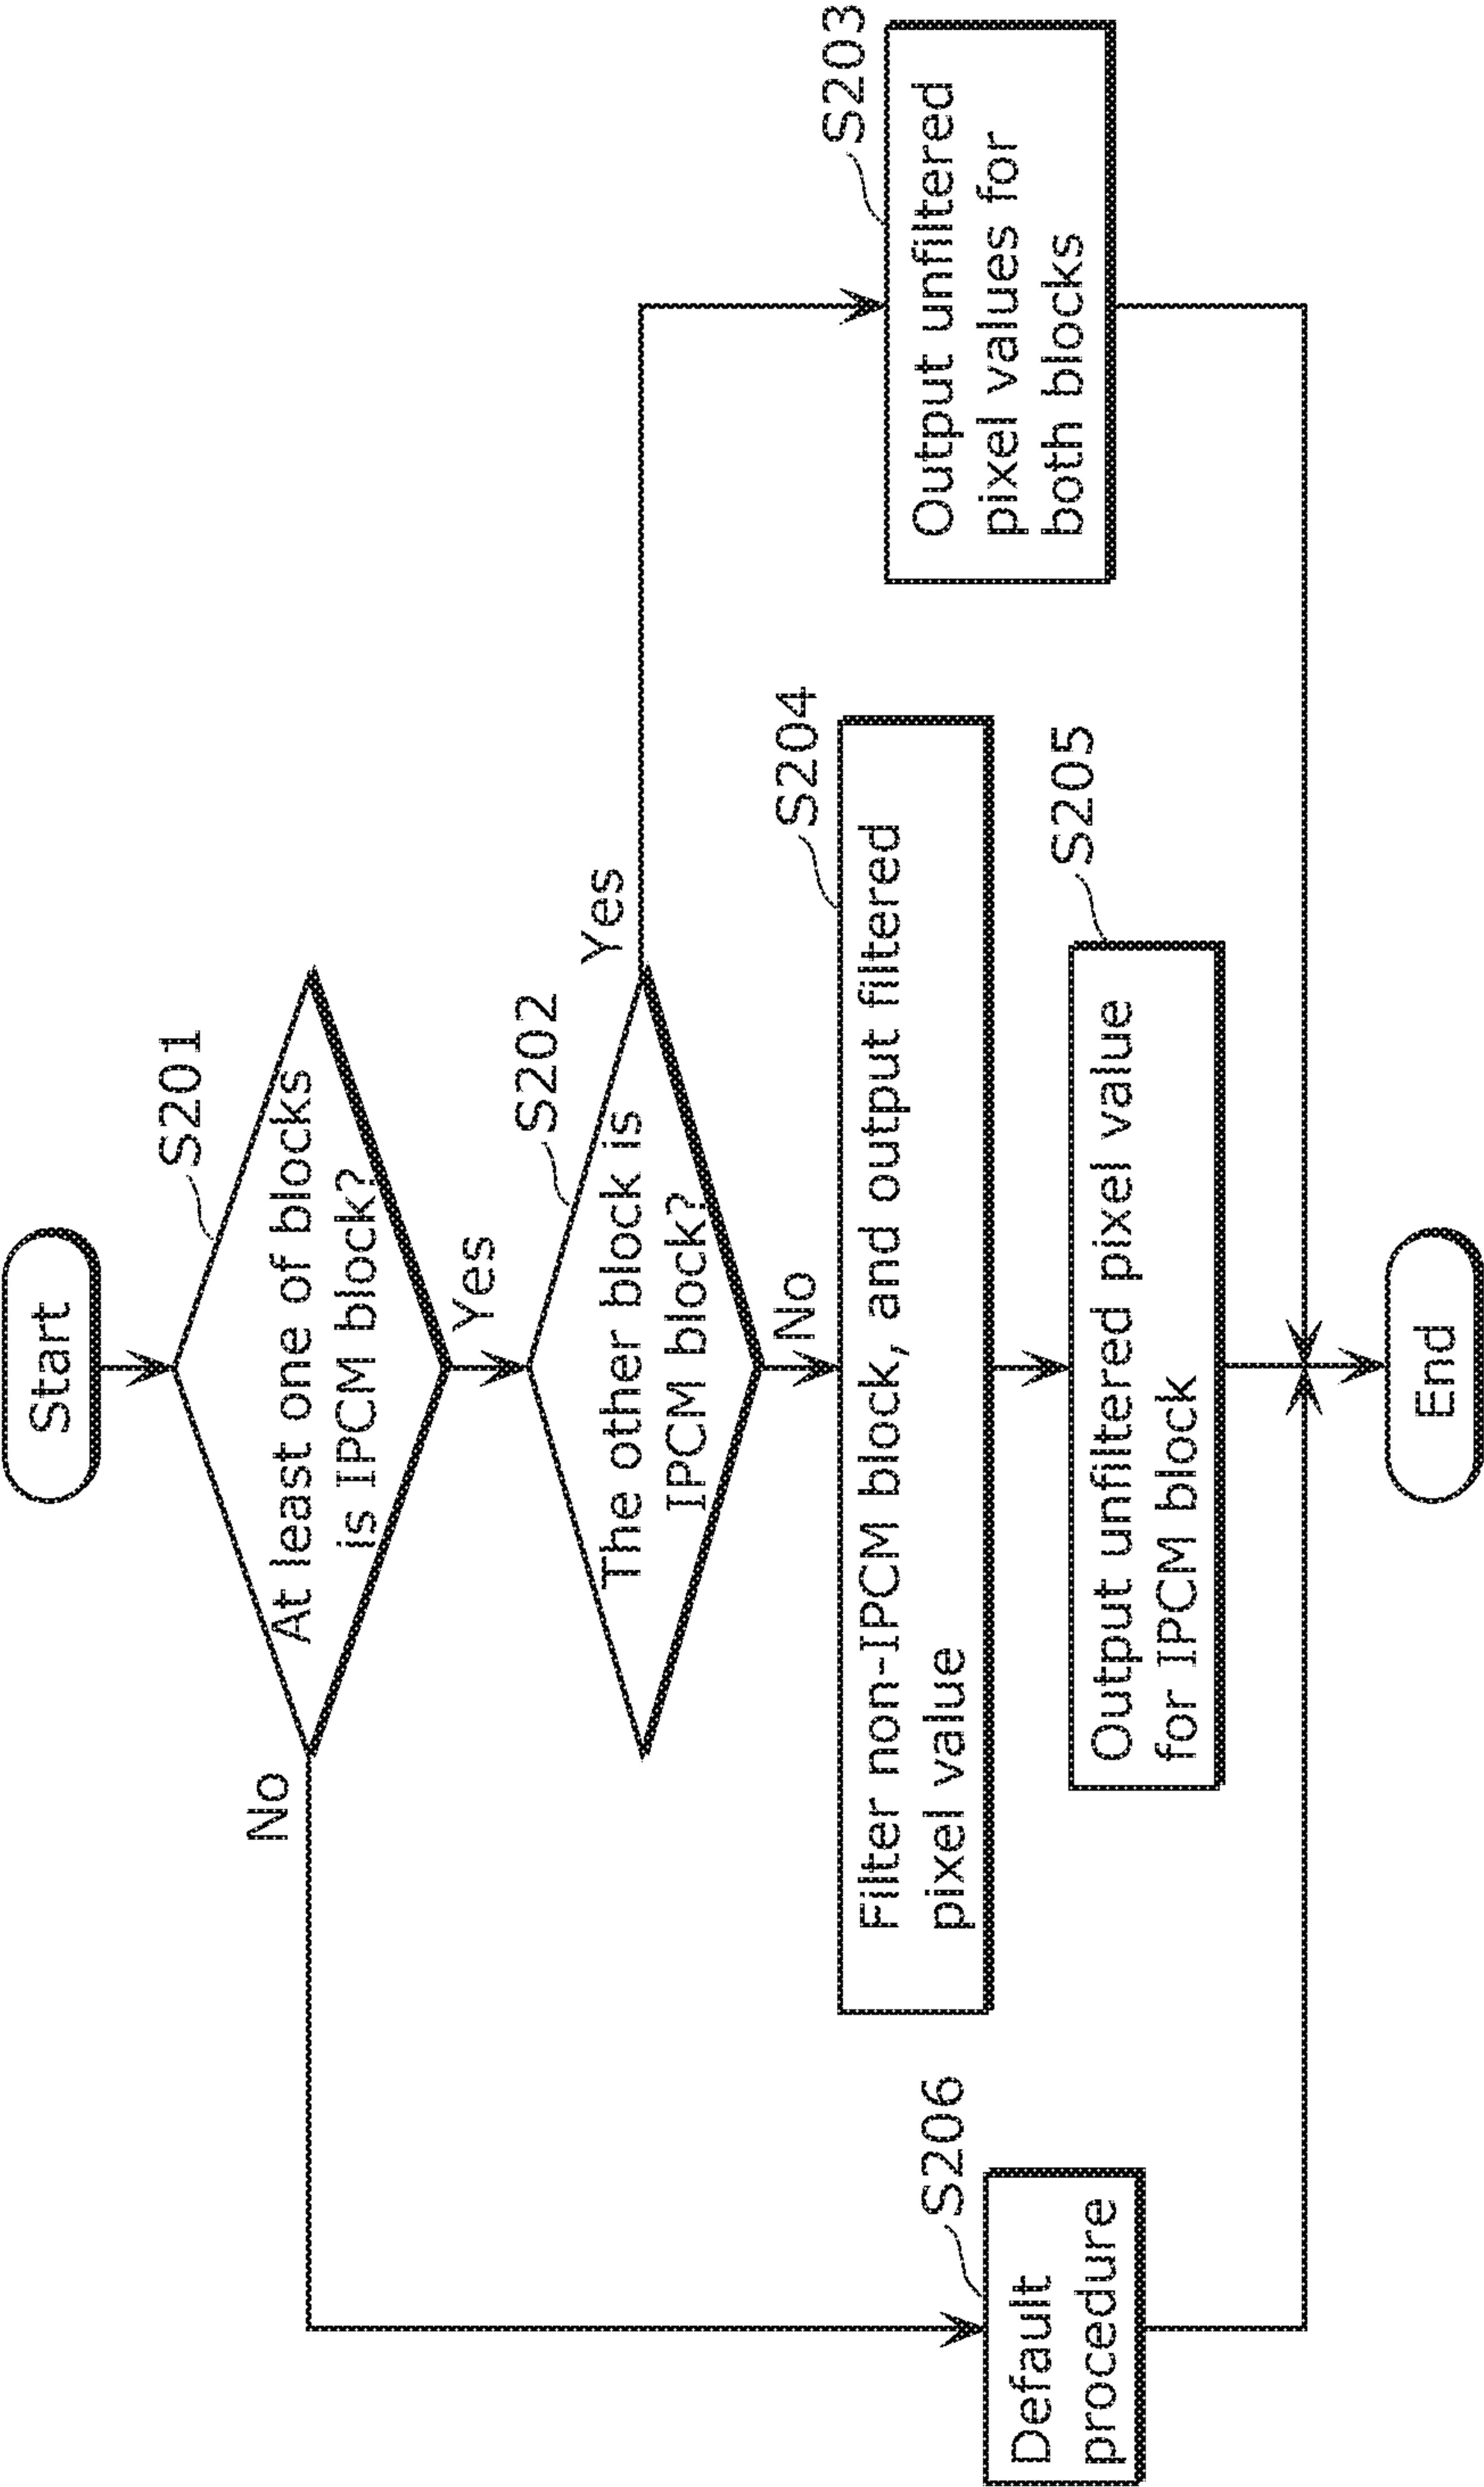 Start
S201
At least one of blocks
is IPCM block?
No
Yes
S202
The other block is
IPCM block?
Yes
No
S203
Output unfiltered
pixel values for
both blocks
S204
Filter non-IPCM block, and output filtered
pixel value
S205
Output unfiltered pixel value
for IPCM block
S206
Default
procedure
End